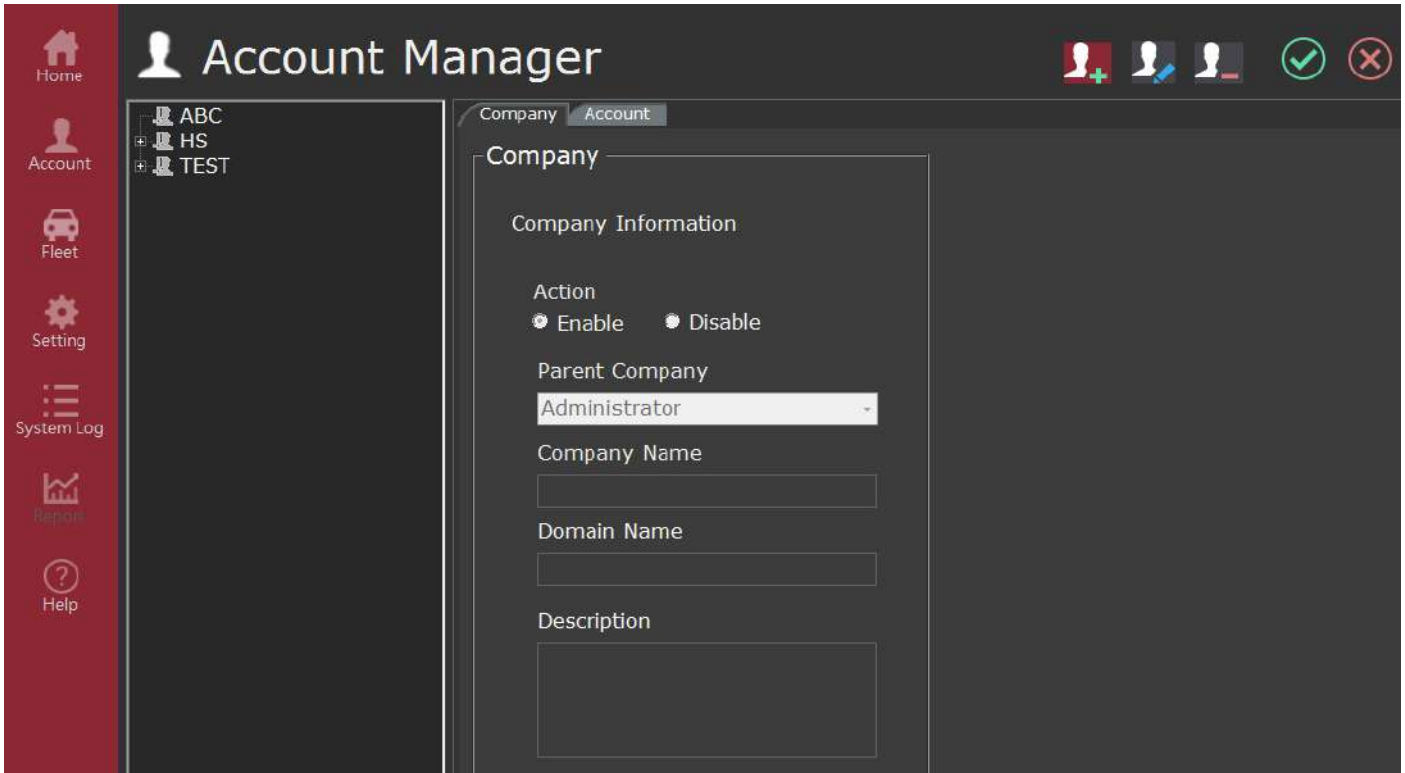 Home
Account
Fleet
Setting
System Log
Report
Help
Account Manager
ABC
HS
TEST
Company Account
Company
Company Information
Action
Enable Disable
Parent Company
Administrator
Company Name
Domain Name
Description